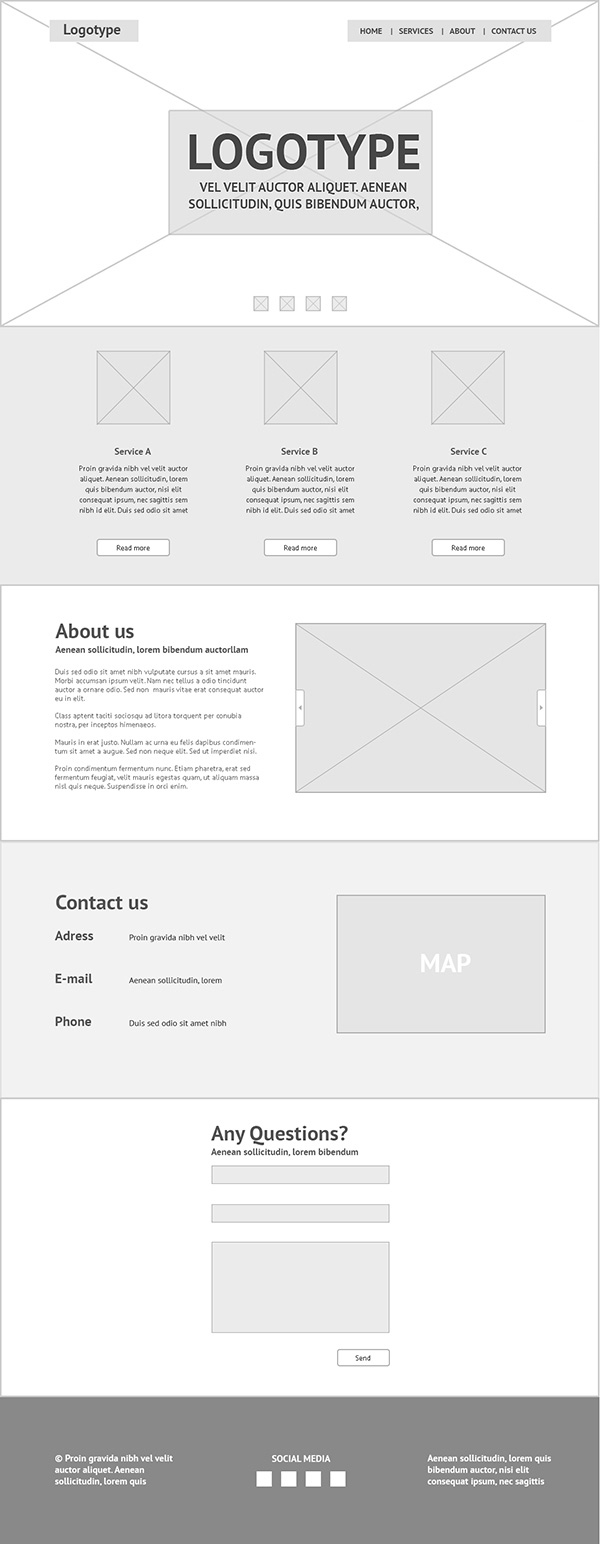 Logotype
HOME | SERVICES | ABOUT | CONTACT US
LOGOTYPE
VEL VELIT AUCTOR ALIQUET. AENEAN
SOLLICITUDIN, QUIS BIBENDUM AUCTOR,
Service A
Proin gravida nibh vel velit auctor
aliquet. Aenean sollicitudin, lorem
quis bibendum auctor, nisi elit
consequat ipsum, nec sagittis sem
nibh id elit. Duis sed odio sit amet
Read more
Service B
Proin gravida nibh vel velit auctor
aliquet. Aenean sollicitudin, lorem
quis bibendum auctor, nisi elit
consequat ipsum, nec sagittis sem
nibh id elit. Duis sed odio sit amet
Read more
Service C
Proin gravida nibh vel velit auctor
aliquet. Aenean sollicitudin, lorem
quis bibendum auctor, nisi elit
consequat ipsum, nec sagittis sem
nibh id elit. Duis sed odio sit amet
Read more
About us
Aenean sollicitudin, lorem bibendum auctorllam
Duis sed odio sit amet nibh vulputate cursus a sit amet mauris.
Morbi accumsan ipsum velit. Nam nec tellus a odio tincidunt
auctor a ornare odio. Sed non mauris vitae erat consequat auctor
eu in elit.
Class aptent taciti sociosqu ad litora torquent per conubia
nostra, per inceptos himenaeos.
Mauris in erat justo. Nullam ac urna eu felis dapibus condimen-
tum sit amet a augue. Sed non neque elit. Sed ut imperdiet nisi.
Proin condimentum fermentum nunc. Etiam pharetra, erat sed
fermentum feugiat, velit mauris egestas quam, ut aliquam massa
nisl quis neque. Suspendisse in orci enim.
Contact us
Adress Proin gravida nibh vel velit
E-mail Aenean sollicitudin, lorem
Phone Duis sed odio sit amet nibh
MAP
Any Questions?
Aenean sollicitudin, lorem bibendum
Send
© Proin gravida nibh vel velit
auctor aliquet. Aenean
sollicitudin, lorem quis
SOCIAL MEDIA
Aenean sollicitudin, lorem quis
bibendum auctor, nisi elit
consequat ipsum, nec sagittis